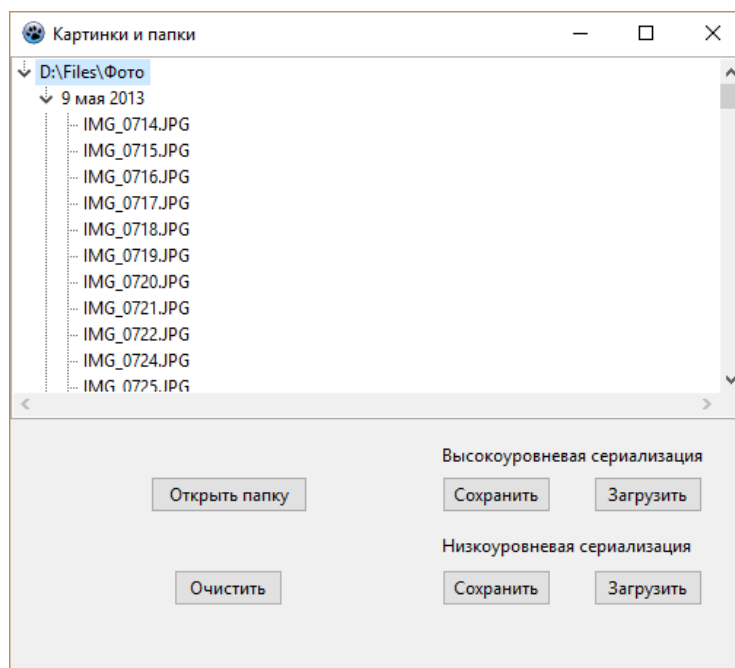 Картинки и папки
D:\Files\Фото
9 мая 2013
IMG_0714.JPG
IMG_0715.JPG
IMG_0716.JPG
IMG_0717.JPG
IMG_0718.JPG
IMG_0719.JPG
IMG_0720.JPG
IMG_0721.JPG
IMG_0722.JPG
IMG_0724.JPG
IMG_0725.JPG
Высокоуровневая сериализация
Открыть папку Сохранить Загрузить
Низкоуровневая сериализация
Очистить Сохранить Загрузить